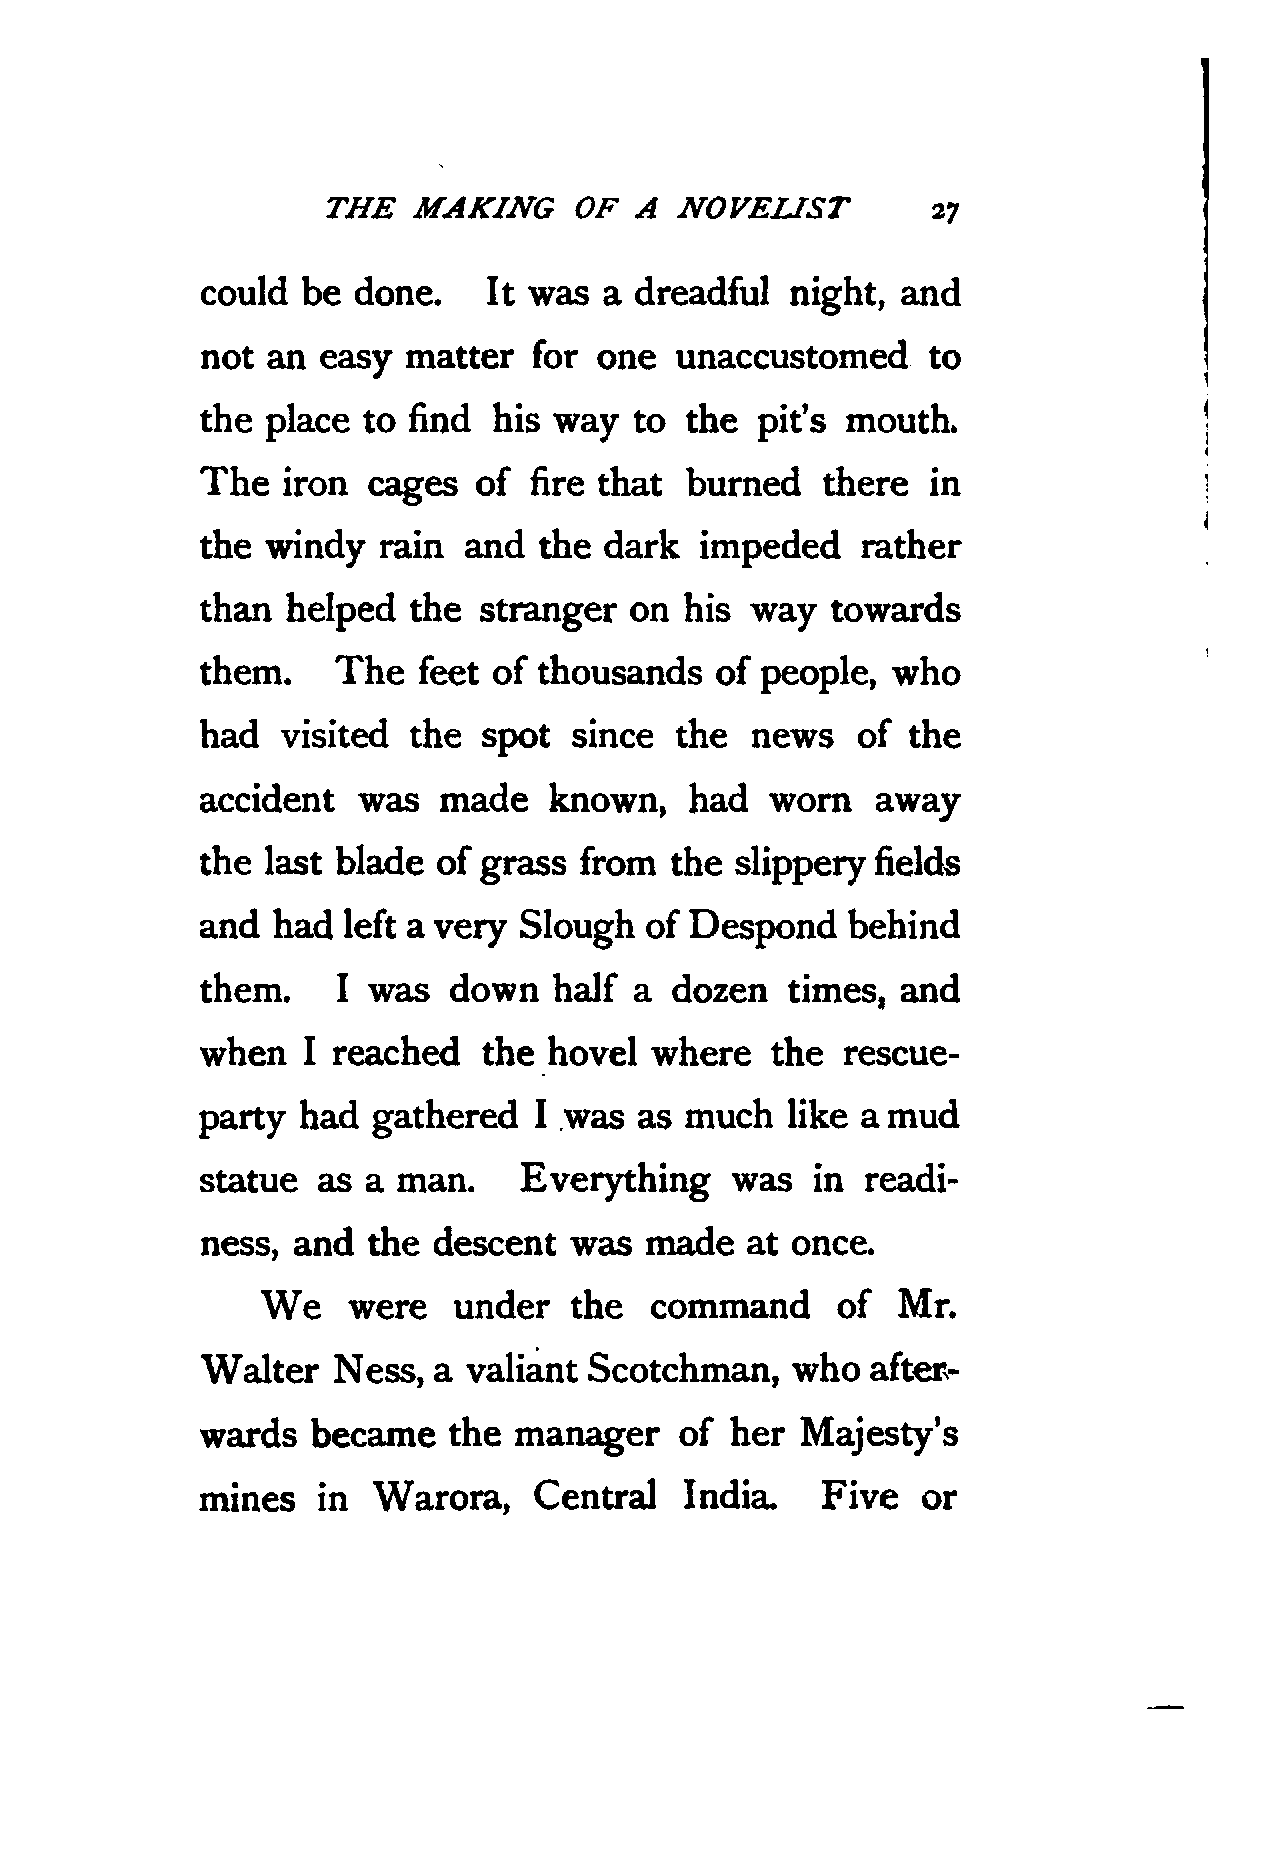 THE MAKING OF A NOVELIST 27
could be done. It was a dreadful night, and
not an easy matter for one unaccustomed to
the place to find his way to the pit's mouth.
The iron cages of fire that burned there in
the windy rain and the dark impeded rather
than helped the stranger on his way towards
them. The feet of thousands of people, who
had visited the spot since the news of the
accident was made known, had worn away
the last blade of grass from the slippery fields
and had left a very Slough of Despond behind
them. I was down half a dozen times, and
when I reached the hovel where the rescue-
party had gathered I was as much like a mud
statue as a man. Everything was in readi-
ness, and the descent was made at once.
We were under the command of Mr.
Walter Ness, a valiant Scotchman, who after-
wards became the manager of her Majesty's
mines in Warora, Central India. Five or